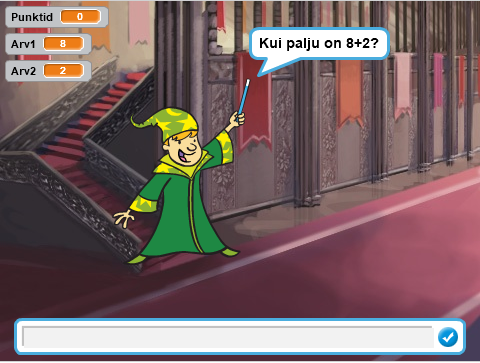 Punktid 0
Arv1 8
Arv2 2
Kui palju on 8+2?